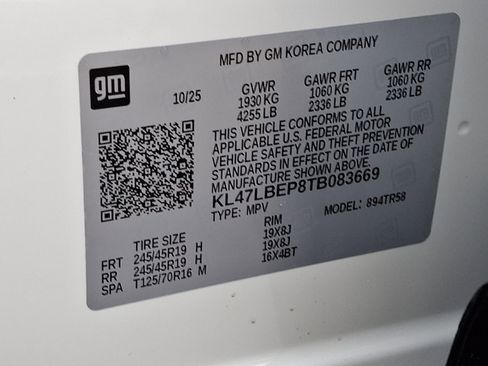 gm
MFD BY GM KOREA COMPANY
10/25
GVWR GAWR FRT GAWR RR
1930 KG 1060 KG 1060 KG
4255 LB 2336 LB 2336 LB
THIS VEHICLE CONFORMS TO ALL
APPLICABLE U.S. FEDERAL MOTOR
VEHICLE SAFETY AND THEFT PREVENTION
STANDARDS IN EFFECT ON THE DATE OF
MANUFACTURE SHOWN ABOVE.
KL47LBEP8TB083669
TYPE: MPV MODEL: 894TR58
TIRE SIZE RIM
FRT 245/45R19 H 19X8J
RR 245/45R19 H 19X8J
SPA T125/70R16 M 16X4BT